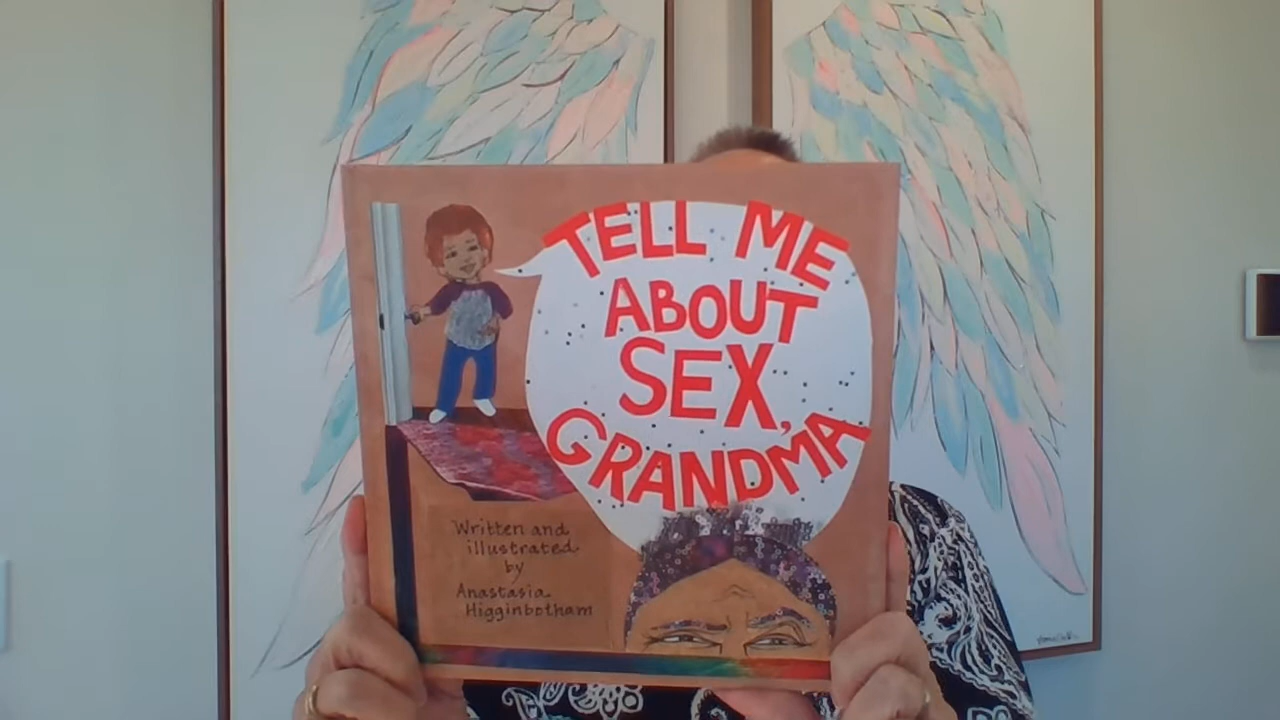 TELL ME
ABOUT
SEX,
GRANDMA
Written and
illustrated
by
Anastasia
Higginbotham